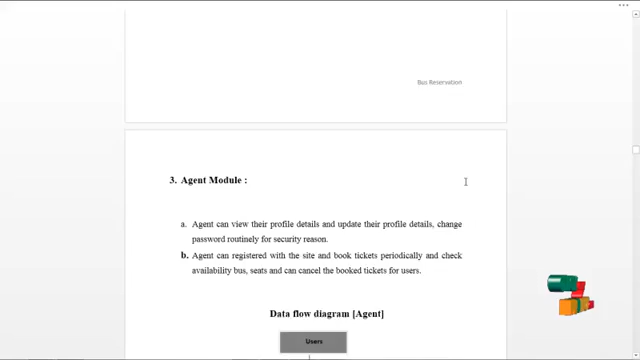 Bus Reservation
3. Agent Module :
a. Agent can view their profile details and update their profile details, change
password routinely for security reason.
b. Agent can registered with the site and book tickets periodically and check
availability bus, seats and can cancel the booked tickets for users.
Data flow diagram [Agent]
Users